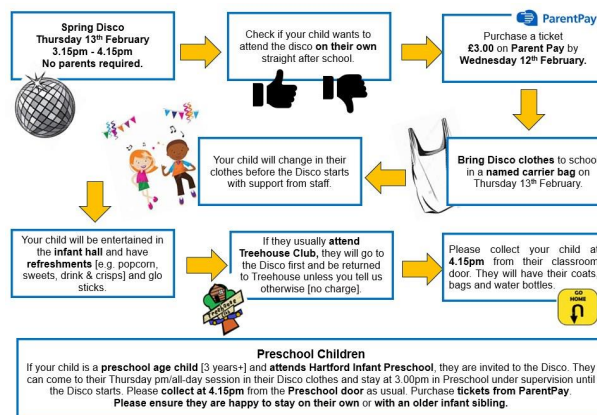 Spring Disco
Thursday 13th February
3.15pm - 4.15pm
No parents required.
Check if your child wants to
attend the disco on their own
straight after school.
ParentPay
Purchase a ticket
£3.00 on Parent Pay by
Wednesday 12th February.
Bring Disco clothes to school
in a named carrier bag on
Thursday 13th February.
Your child will change in their
clothes before the Disco starts
with support from staff.
Your child will be entertained in
the infant hall and have
refreshments [e.g. popcorn,
sweets, drink & crisps] and glo
sticks.
If they usually attend
Treehouse Club, they will go to
the Disco first and be returned
to Treehouse unless you tell us
otherwise [no charge].
Please collect your child at
4.15pm from their classroom
door. They will have their coats,
bags and water bottles.
GO
HOME
Preschool Children
If your child is a preschool age child [3 years+] and attends Hartford Infant Preschool, they are invited to the Disco. They
can come to their Thursday pm/all-day session in their Disco clothes and stay at 3.00pm in Preschool under supervision until
the Disco starts. Please collect at 4.15pm from the Preschool door as usual. Purchase tickets from ParentPay.
Please ensure they are happy to stay on their own or with an older infant sibling.